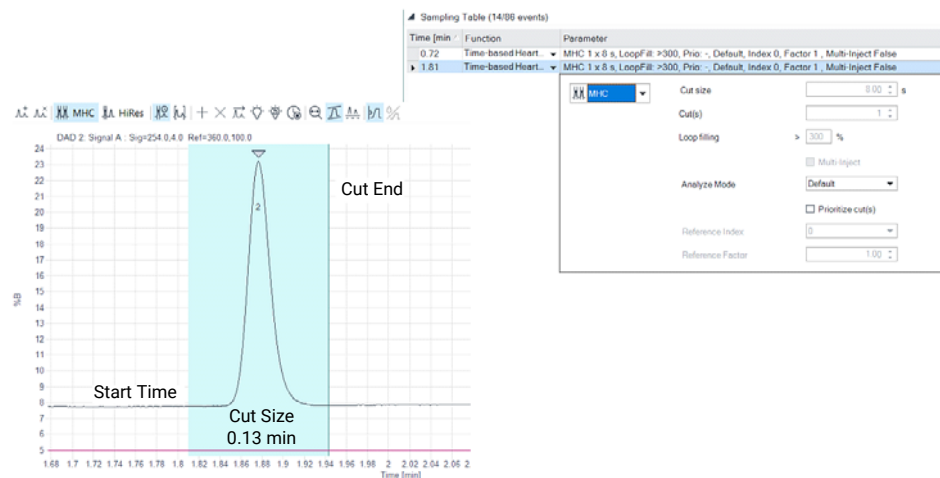 Sampling Table (14/86 events)
Time [min Function Parameter
0.72 Time-based Heart... MHC 1 x 8 s, LoopFill: >300, Prio: -, Default, Index 0, Factor 1 , Multi-Inject False
1.81 Time-based Heart... MHC 1 x 8 s, LoopFill: >300, Prio: -, Default, Index 0, Factor 1 , Multi-Inject False
MHC
Cut size 8.00 s
Cut(s) 1
Loop filling > 300 %
Multi-Inject
Analyze Mode Default
Prioritize cut(s)
Reference Index 0
Reference Factor 1.00
MHC HiRes
DAD 2: Signal A : Sig=254.0,4.0 Ref=360.0,100.0
24
23
22
21
20
19
18
17
16
15
14
13
12
11
10
9
8
7
6
5
%B
2
Cut End
Start Time
Cut Size
0.13 min
1.68 1.7 1.72 1.74 1.76 1.78 1.8 1.82 1.84 1.86 1.88 1.9 1.92 1.94 1.96 1.98 2 2.02 2.04 2.06 2.
Time [min]